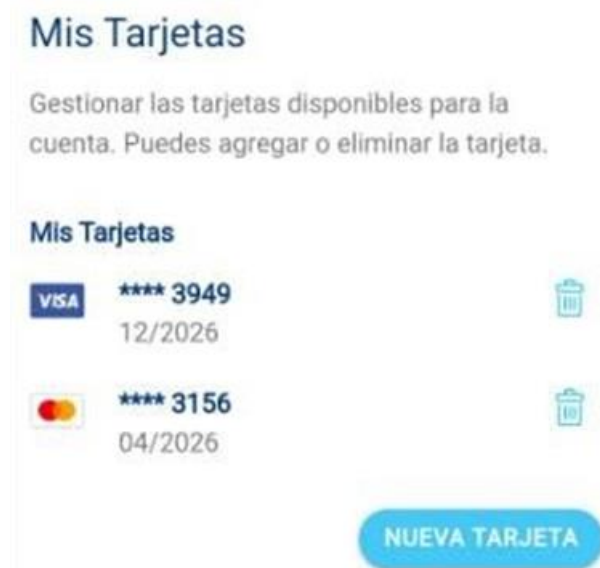 Mis Tarjetas
Gestionar las tarjetas disponibles para la
cuenta. Puedes agregar o eliminar la tarjeta.
Mis Tarjetas
VISA **** 3949
12/2026
**** 3156
04/2026
NUEVA TARJETA